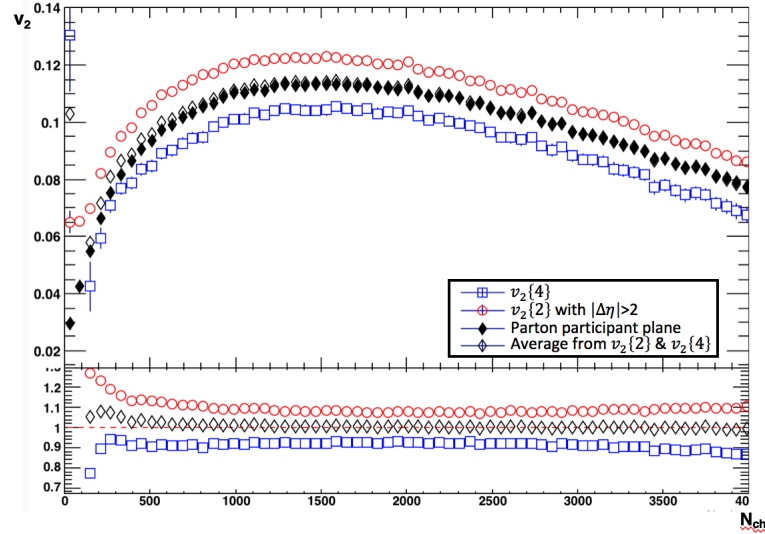 v₂
0.14
0.12
0.1
0.08
0.06
0.04
0.02
v₂{4}
v₂{2} with |Δη|>2
Parton participant plane
Average from v₂{2} & v₂{4}
1.2
1.1
1
0.9
0.8
0.7
0 500 1000 1500 2000 2500 3000 3500 40
N_ch